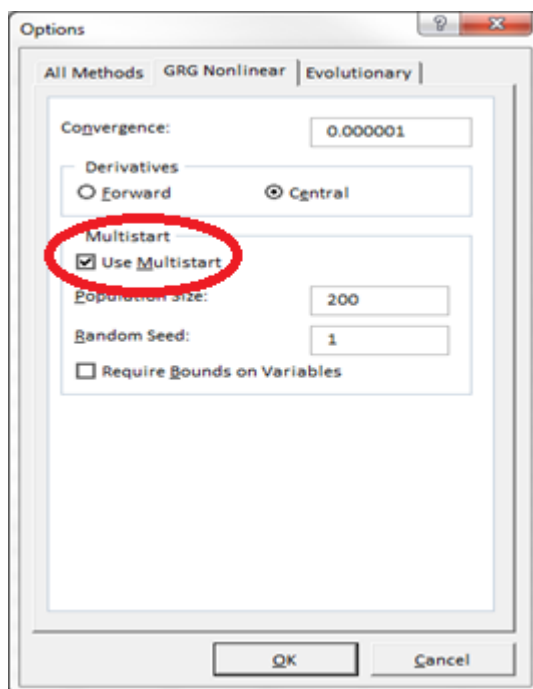 Options
All Methods GRG Nonlinear Evolutionary
Convergence: 0.000001
Derivatives
Forward Central
Multistart
Use Multistart
Population Size: 200
Random Seed: 1
Require Bounds on Variables
OK Cancel